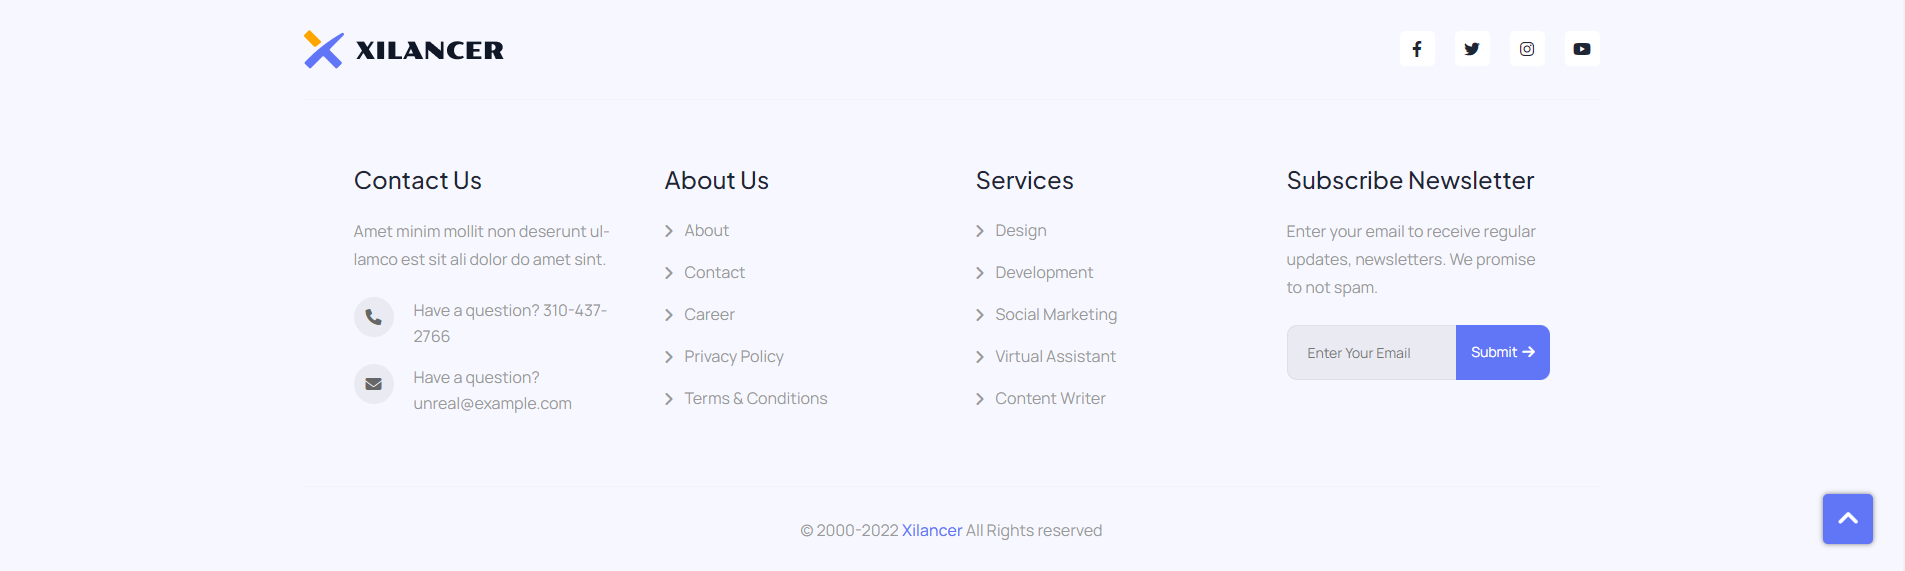 XILANCER
Contact Us
Amet minim mollit non deserunt ul-
lamco est sit ali dolor do amet sint.
Have a question? 310-437-
2766
Have a question?
unreal@example.com
About Us
About
Contact
Career
Privacy Policy
Terms & Conditions
Services
Design
Development
Social Marketing
Virtual Assistant
Content Writer
Subscribe Newsletter
Enter your email to receive regular
updates, newsletters. We promise
to not spam.
Enter Your Email
Submit
© 2000-2022 Xilancer All Rights reserved